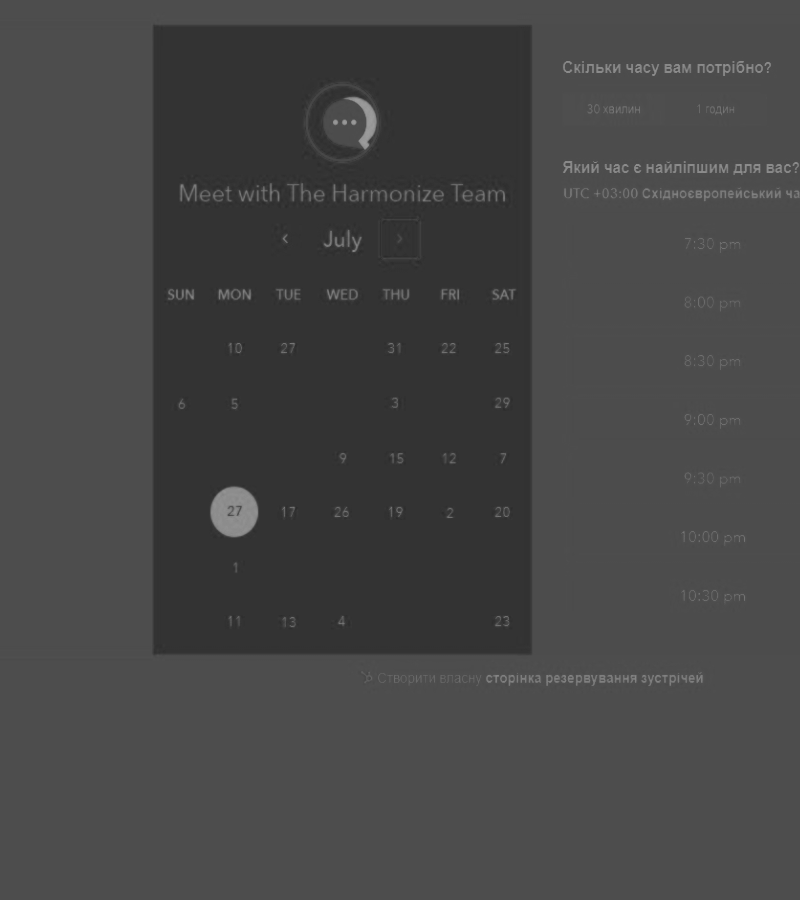 Meet with The Harmonize Team
‹ July ›
SUN MON TUE WED THU FRI SAT
10 27 31 22 25
6 5 3 29
9 15 12 7
27 17 26 19 2 20
1
11 13 4 23
Скільки часу вам потрібно?
30 хвилин 1 годин
Який час є найліпшим для вас?
UTC +03:00 Східноєвропейський ча
7:30 pm
8:00 pm
8:30 pm
9:00 pm
9:30 pm
10:00 pm
10:30 pm
Створити власну сторінка резервування зустрічей